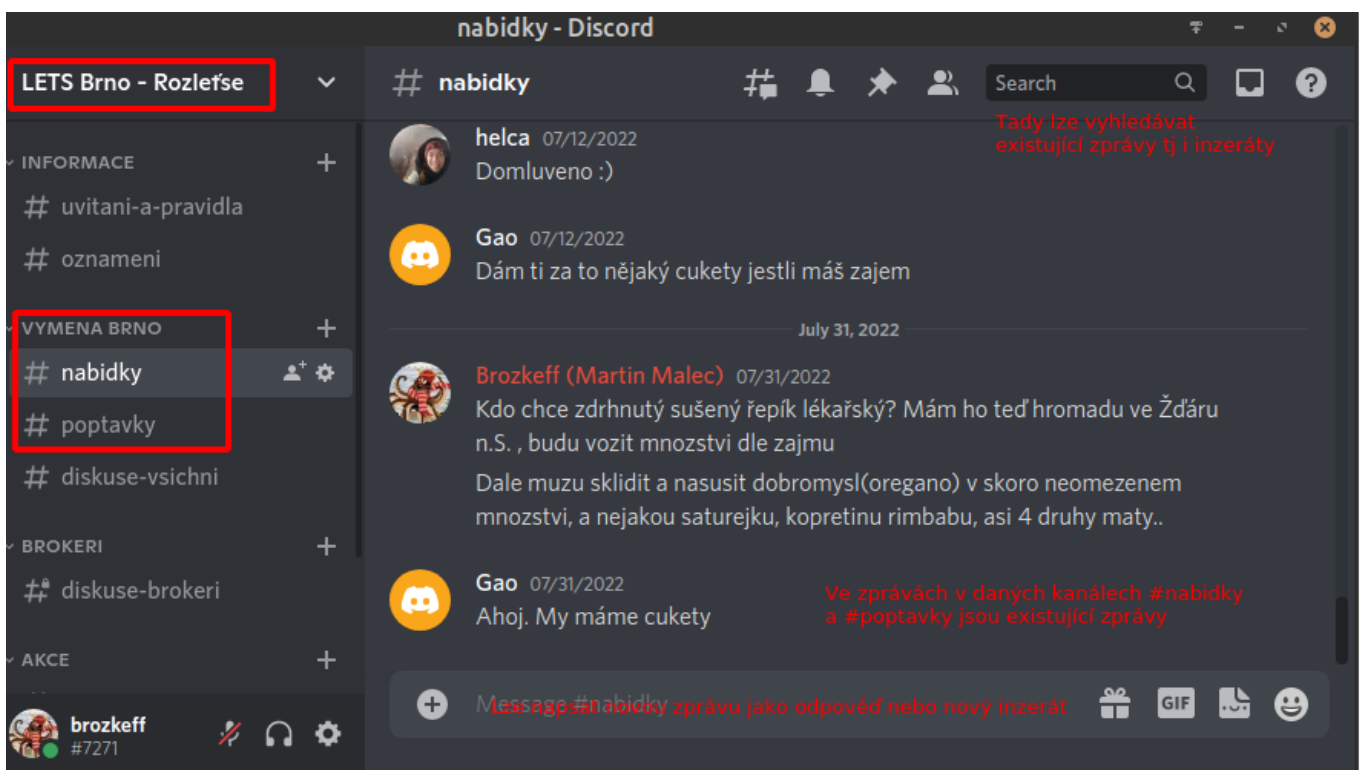 nabidky - Discord
LETS Brno - Rozleťse
INFORMACE
# uvitani-a-pravidla
# oznameni
VYMENA BRNO
# nabidky
# poptavky
# diskuse-vsichni
BROKERI
# diskuse-brokeri
AKCE
brozkeff
#7271
# nabidky
Search
Tady lze vyhledávat
existující zprávy tj i inzeráty
helca 07/12/2022
Domluveno :)
Gao 07/12/2022
Dám ti za to nějaký cukety jestli máš zajem
July 31, 2022
Brozkeff (Martin Malec) 07/31/2022
Kdo chce zdrhnutý sušený řepík lékařský? Mám ho teď hromadu ve Žďáru
n.S. , budu vozit mnozstvi dle zajmu
Dale muzu sklidit a nasusit dobromysl(oregano) v skoro neomezenem
mnozstvi, a nejakou saturejku, kopretinu rimbabu, asi 4 druhy maty..
Gao 07/31/2022
Ahoj. My máme cukety
Ve zprávách v daných kanálech #nabidky
a #poptavky jsou existující zprávy
Message #nabidky
zprávu jako odpověď nebo nový inzerát
GIF